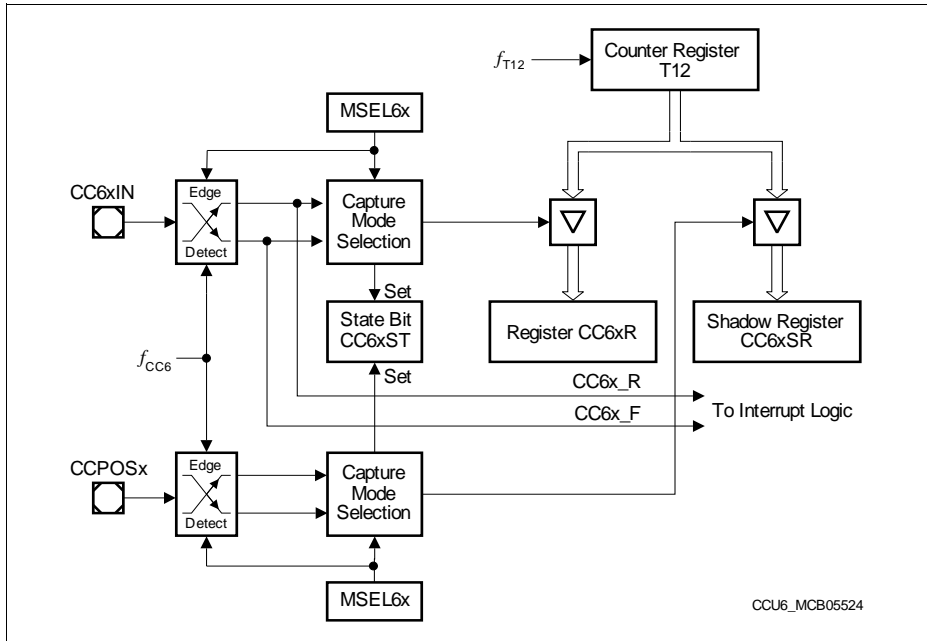 Counter Register
T12
fT12
MSEL6x
CC6xIN
Edge
Detect
Capture
Mode
Selection
Set
State Bit
CC6xST
Set
Register CC6xR
Shadow Register
CC6xSR
fCC6
CC6x_R
CC6x_F
To Interrupt Logic
CCPOSx
Edge
Detect
Capture
Mode
Selection
MSEL6x
CCU6_MCB05524